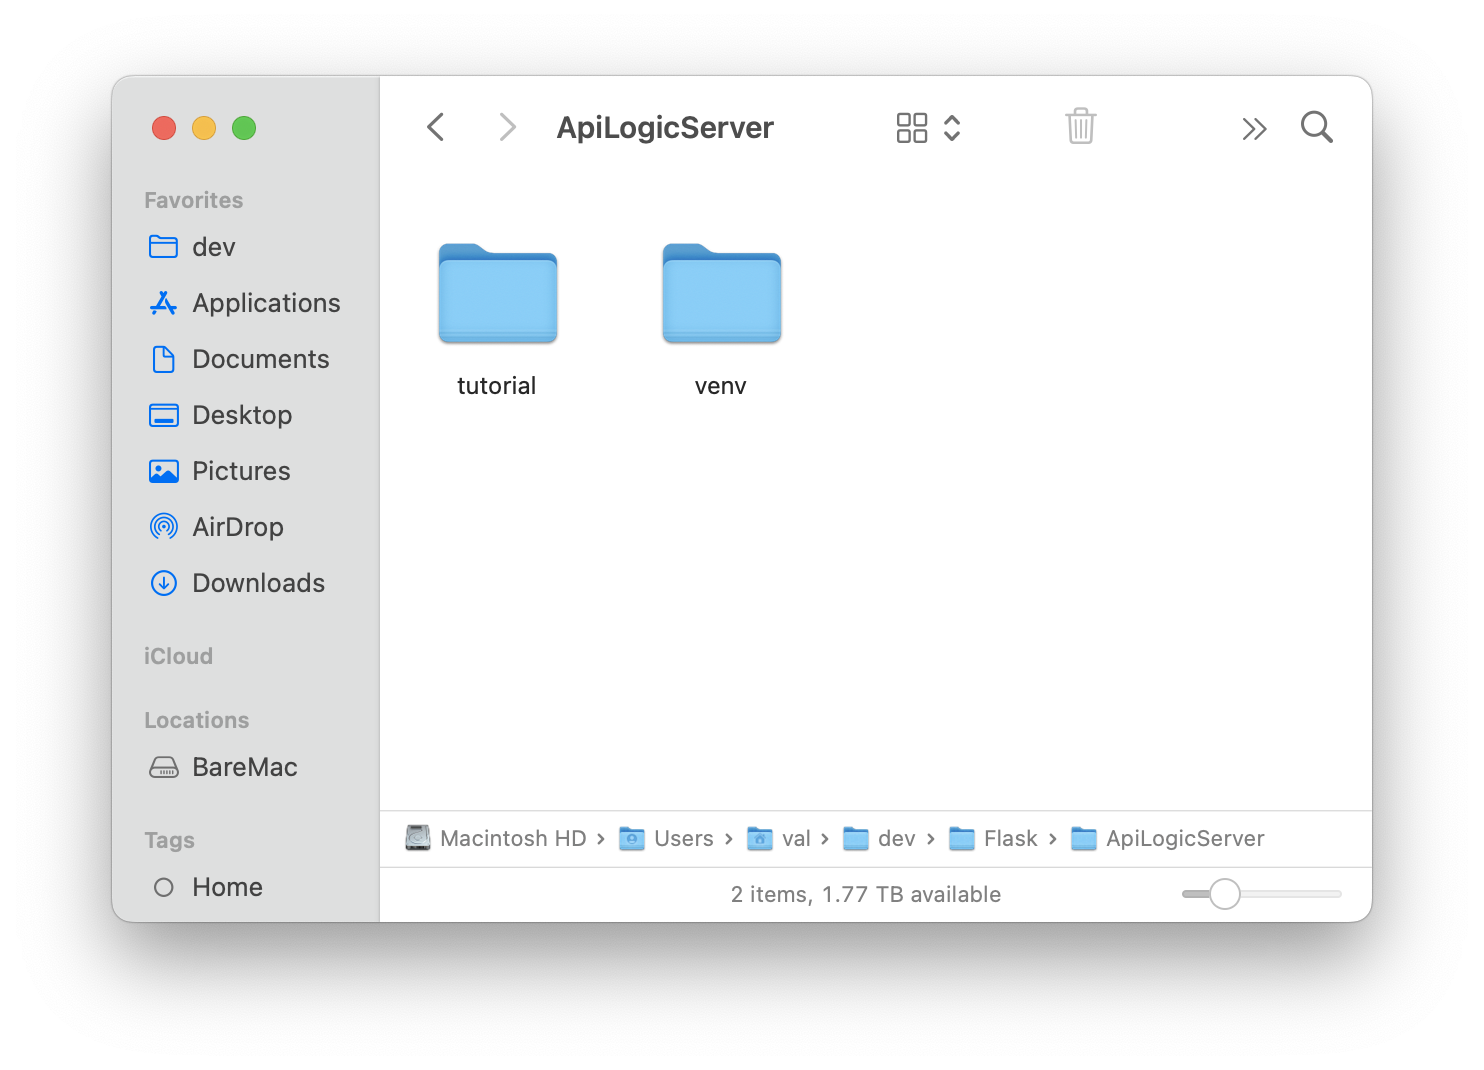 ApiLogicServer
Favorites
dev
Applications
Documents
Desktop
Pictures
AirDrop
Downloads
iCloud
Locations
BareMac
Tags
Home
tutorial
venv
Macintosh HD › Users › val › dev › Flask › ApiLogicServer
2 items, 1.77 TB available